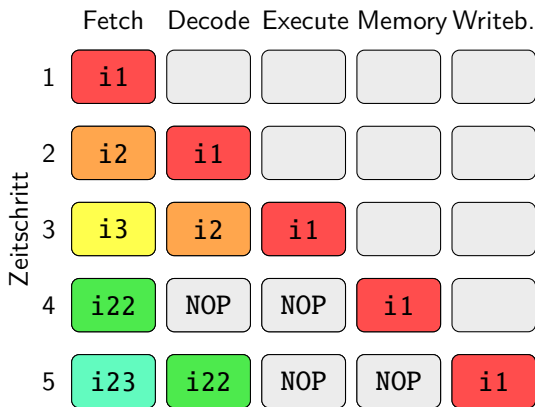 Fetch Decode Execute Memory Writeb.
1 i1
2 i2 i1
Zeitschritt
3 i3 i2 i1
4 i22 NOP NOP i1
5 i23 i22 NOP NOP i1